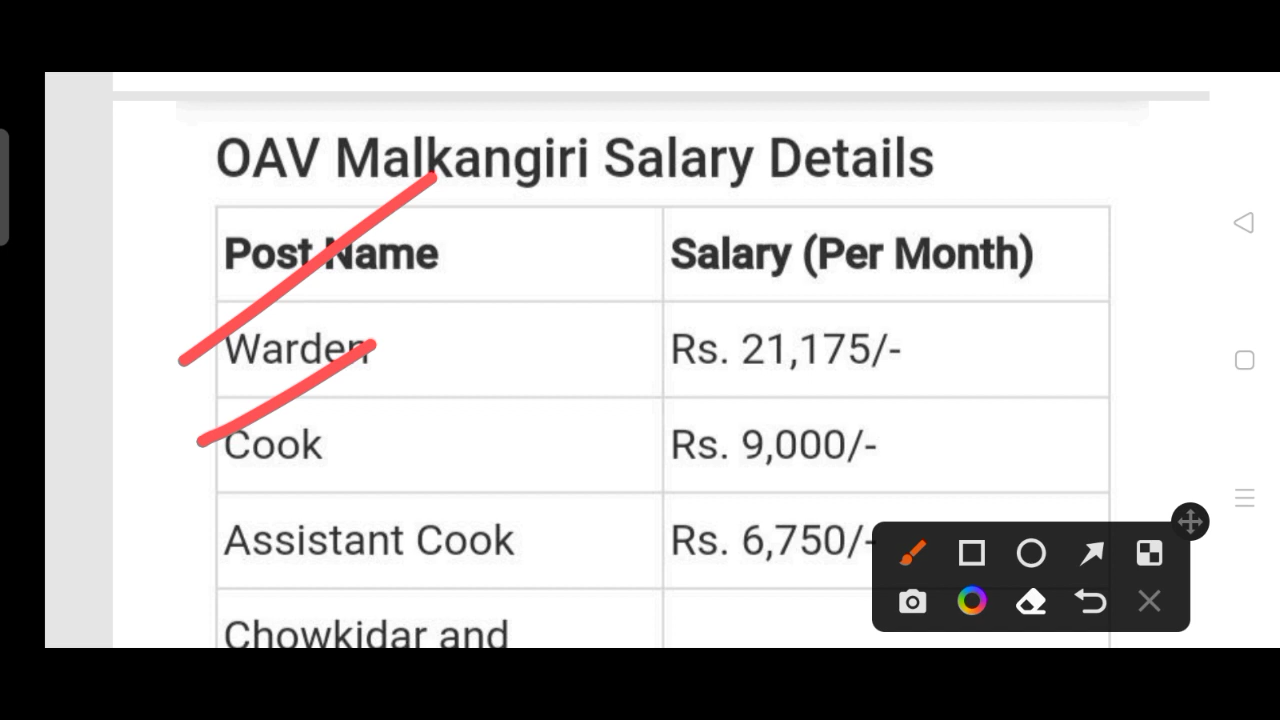 OAV Malkangiri Salary Details
Post Name Salary (Per Month)
Warden Rs. 21,175/-
Cook Rs. 9,000/-
Assistant Cook Rs. 6,750/-
Chowkidar and